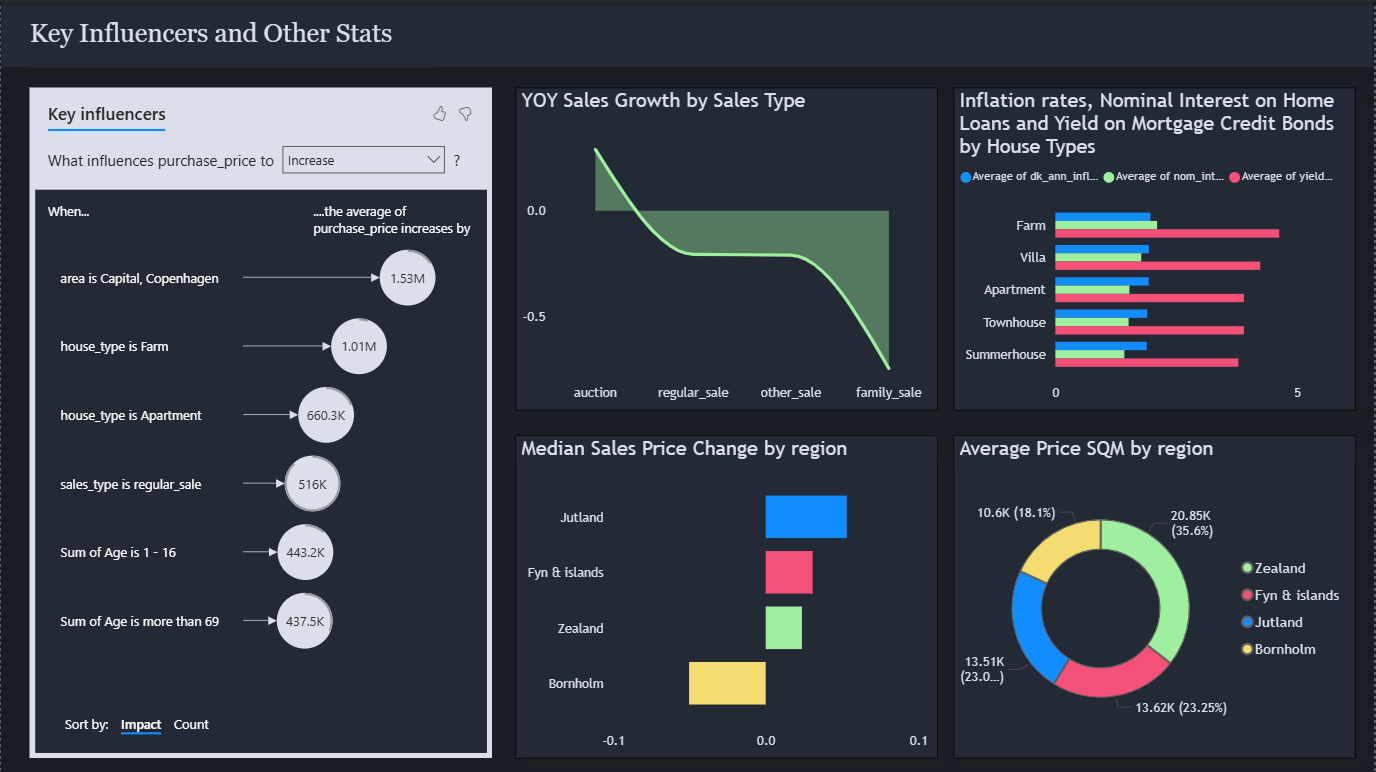 Key Influencers and Other Stats
Key influencers
What influences purchase_price to Increase ?
When...
....the average of
purchase_price increases by
area is Capital, Copenhagen
1.53M
house_type is Farm
1.01M
house_type is Apartment
660.3K
sales_type is regular_sale
516K
Sum of Age is 1 - 16
443.2K
Sum of Age is more than 69
437.5K
Sort by: Impact Count
YOY Sales Growth by Sales Type
0.0
-0.5
auction regular_sale other_sale family_sale
Inflation rates, Nominal Interest on Home
Loans and Yield on Mortgage Credit Bonds
by House Types
Average of dk_ann_infl... Average of nom_int... Average of yield...
Farm
Villa
Apartment
Townhouse
Summerhouse
0 5
Median Sales Price Change by region
Jutland
Fyn & islands
Zealand
Bornholm
-0.1 0.0 0.1
Average Price SQM by region
10.6K (18.1%)
20.85K
(35.6%)
13.51K
(23.0...)
13.62K (23.25%)
Zealand
Fyn & islands
Jutland
Bornholm